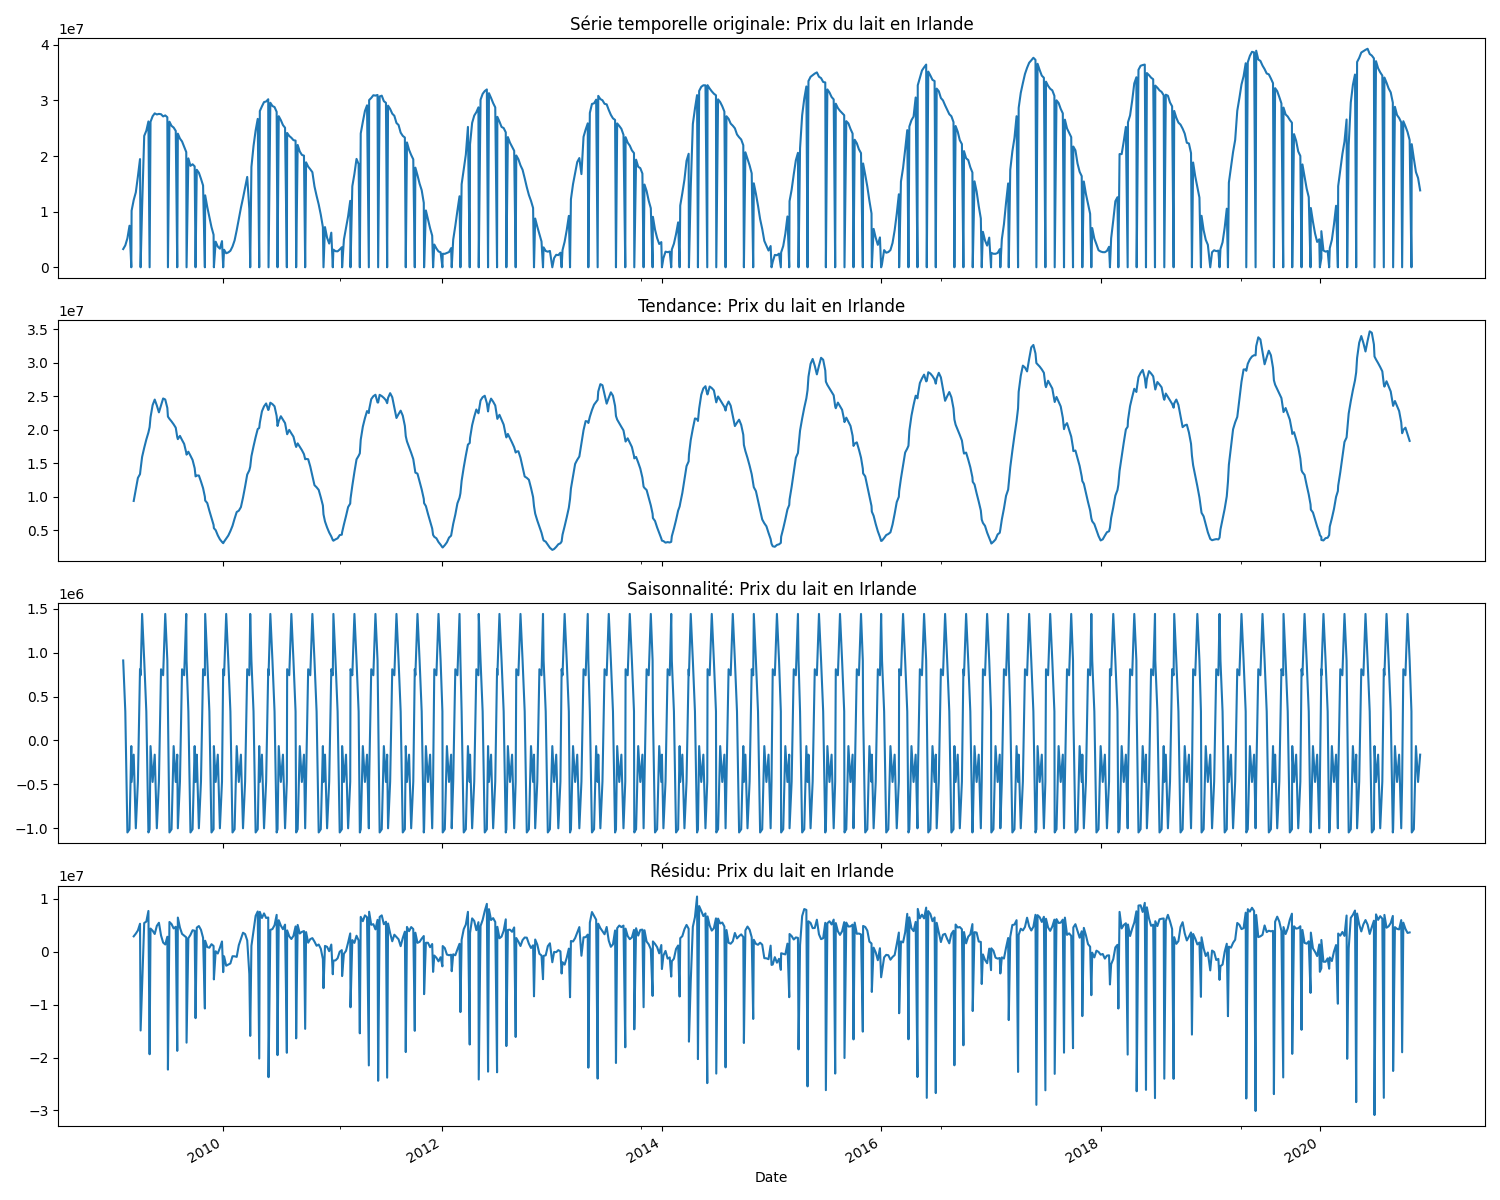 Série temporelle originale: Prix du lait en Irlande
1e7
4
3
2
1
0
Tendance: Prix du lait en Irlande
1e7
3.5
3.0
2.5
2.0
1.5
1.0
0.5
Saisonnalité: Prix du lait en Irlande
1e6
1.5
1.0
0.5
0.0
−0.5
−1.0
Résidu: Prix du lait en Irlande
1e7
1
0
−1
−2
−3
2010 2012 2014 2016 2018 2020
Date